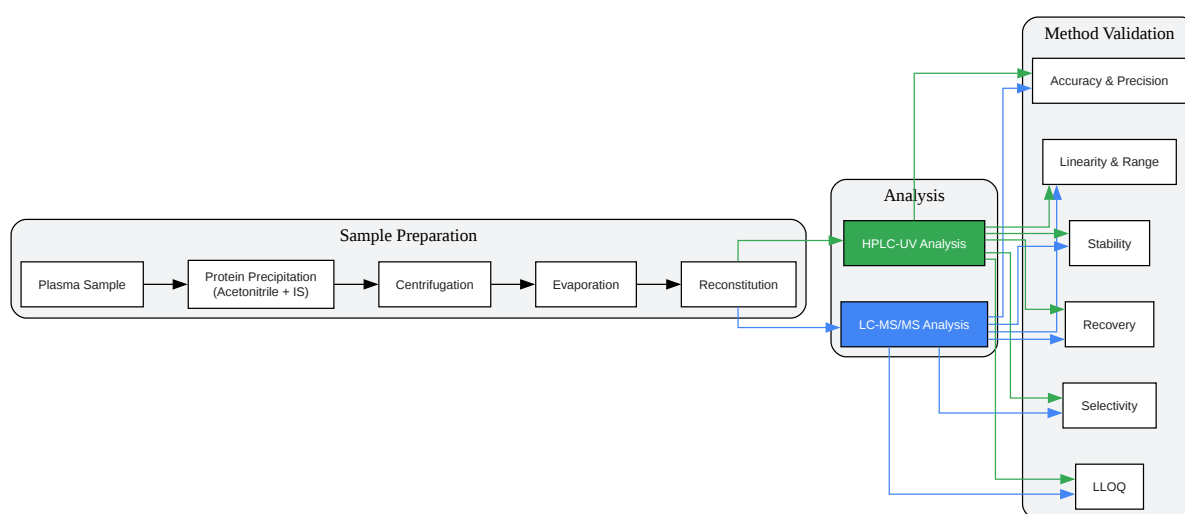 Method Validation
Accuracy & Precision
Linearity & Range
Analysis
Sample Preparation
HPLC-UV Analysis
Stability
Plasma Sample
Protein Precipitation
(Acetonitrile + IS)
Centrifugation
Evaporation
Reconstitution
LC-MS/MS Analysis
Recovery
Selectivity
LLOQ